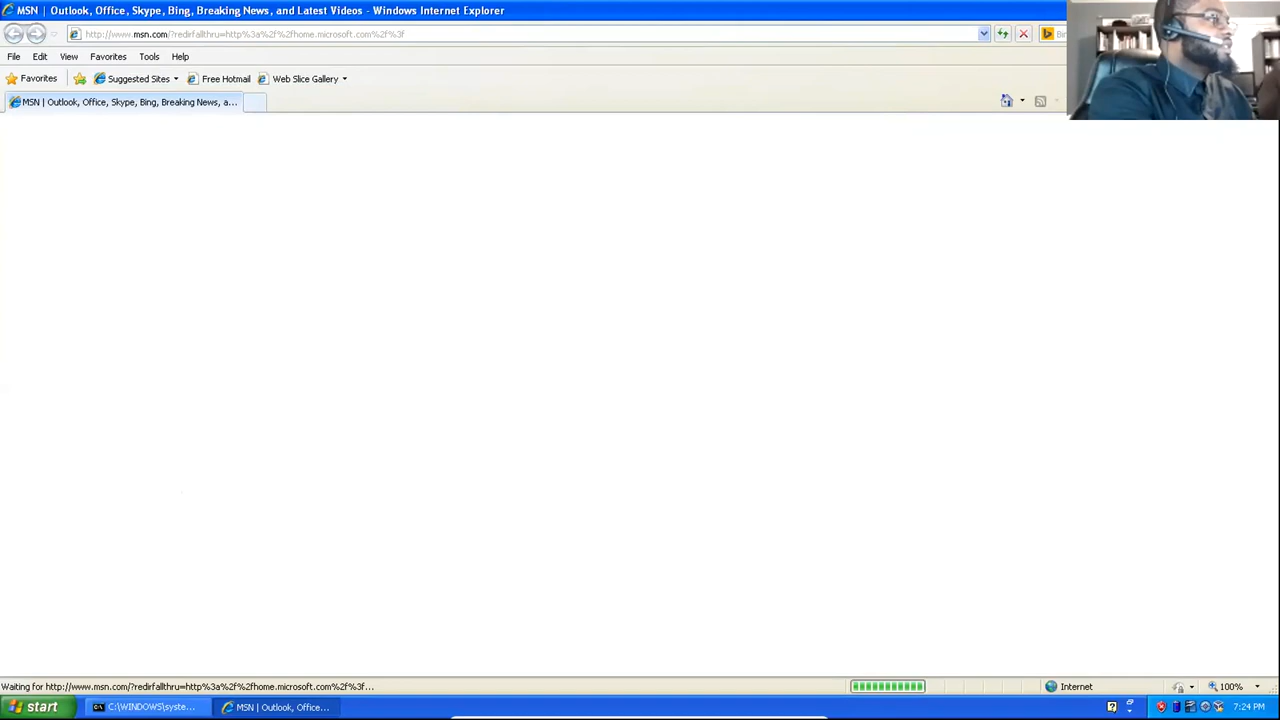 MSN | Outlook, Office, Skype, Bing, Breaking News, and Latest Videos - Windows Internet Explorer
http://www.msn.com/?redirfallthru=http%3a%2f%2fhome.microsoft.com%2f%3f
File Edit View Favorites Tools Help
Favorites Suggested Sites Free Hotmail Web Slice Gallery
MSN | Outlook, Office, Skype, Bing, Breaking News, a...
Waiting for http://www.msn.com/?redirfallthru=http%3a%2f%2fhome.microsoft.com%2f%3f... Internet 100%
start C:\WINDOWS\syste... MSN | Outlook, Office... 7:24 PM